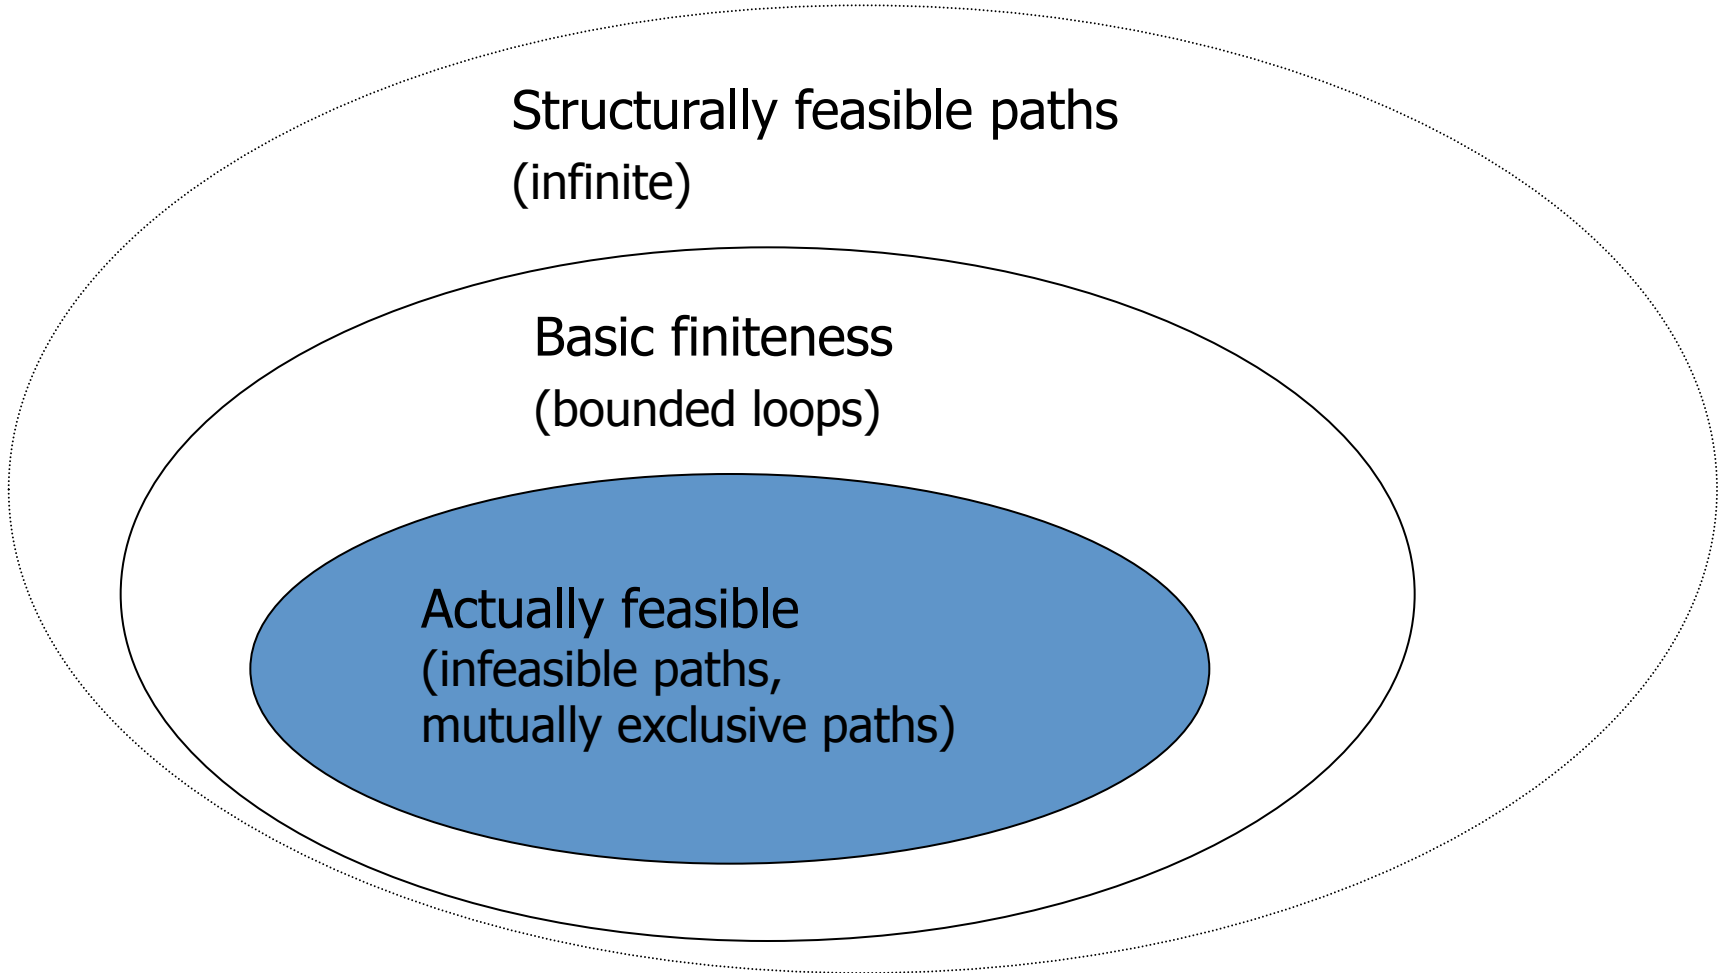 Structurally feasible paths
(infinite)
Basic finiteness
(bounded loops)
Actually feasible
(infeasible paths,
mutually exclusive paths)